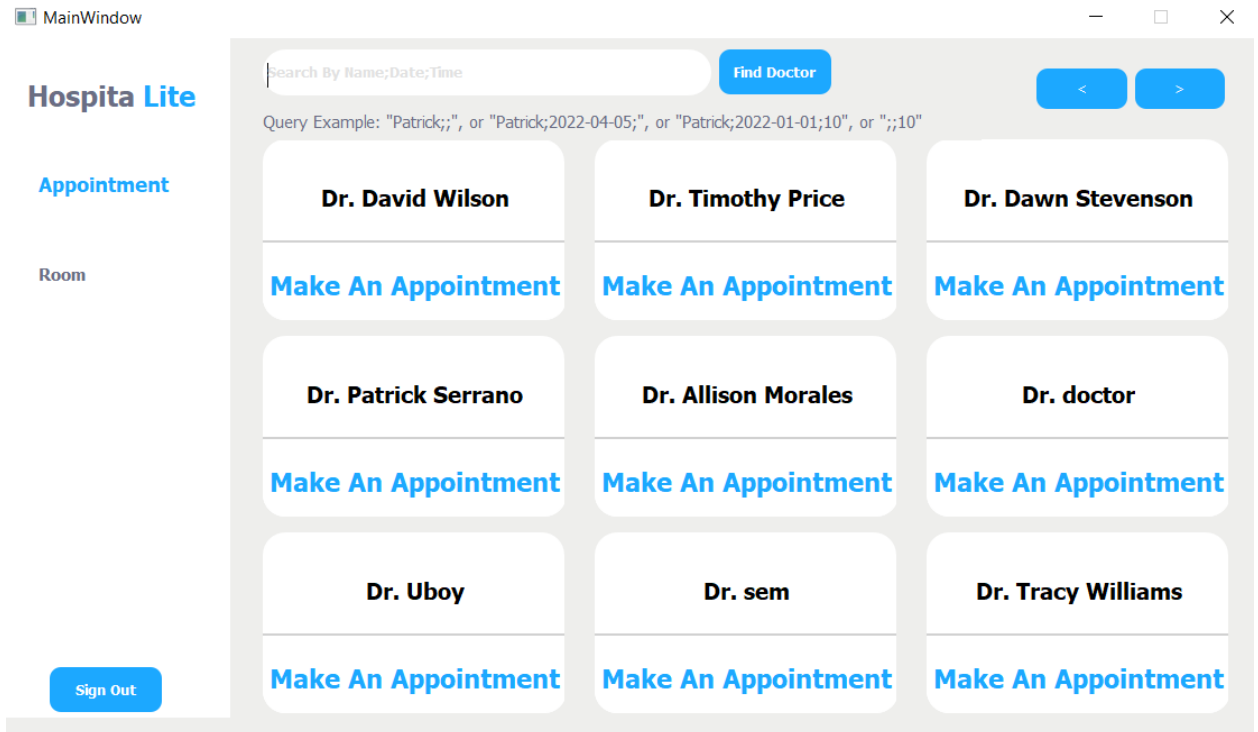 MainWindow
Hospita Lite
Appointment
Room
Sign Out
Search By Name;Date;Time
Find Doctor
<
>
Query Example: "Patrick;;", or "Patrick;2022-04-05;", or "Patrick;2022-01-01;10", or ";;10"
Dr. David Wilson
Make An Appointment
Dr. Timothy Price
Make An Appointment
Dr. Dawn Stevenson
Make An Appointment
Dr. Patrick Serrano
Make An Appointment
Dr. Allison Morales
Make An Appointment
Dr. doctor
Make An Appointment
Dr. Uboy
Make An Appointment
Dr. sem
Make An Appointment
Dr. Tracy Williams
Make An Appointment